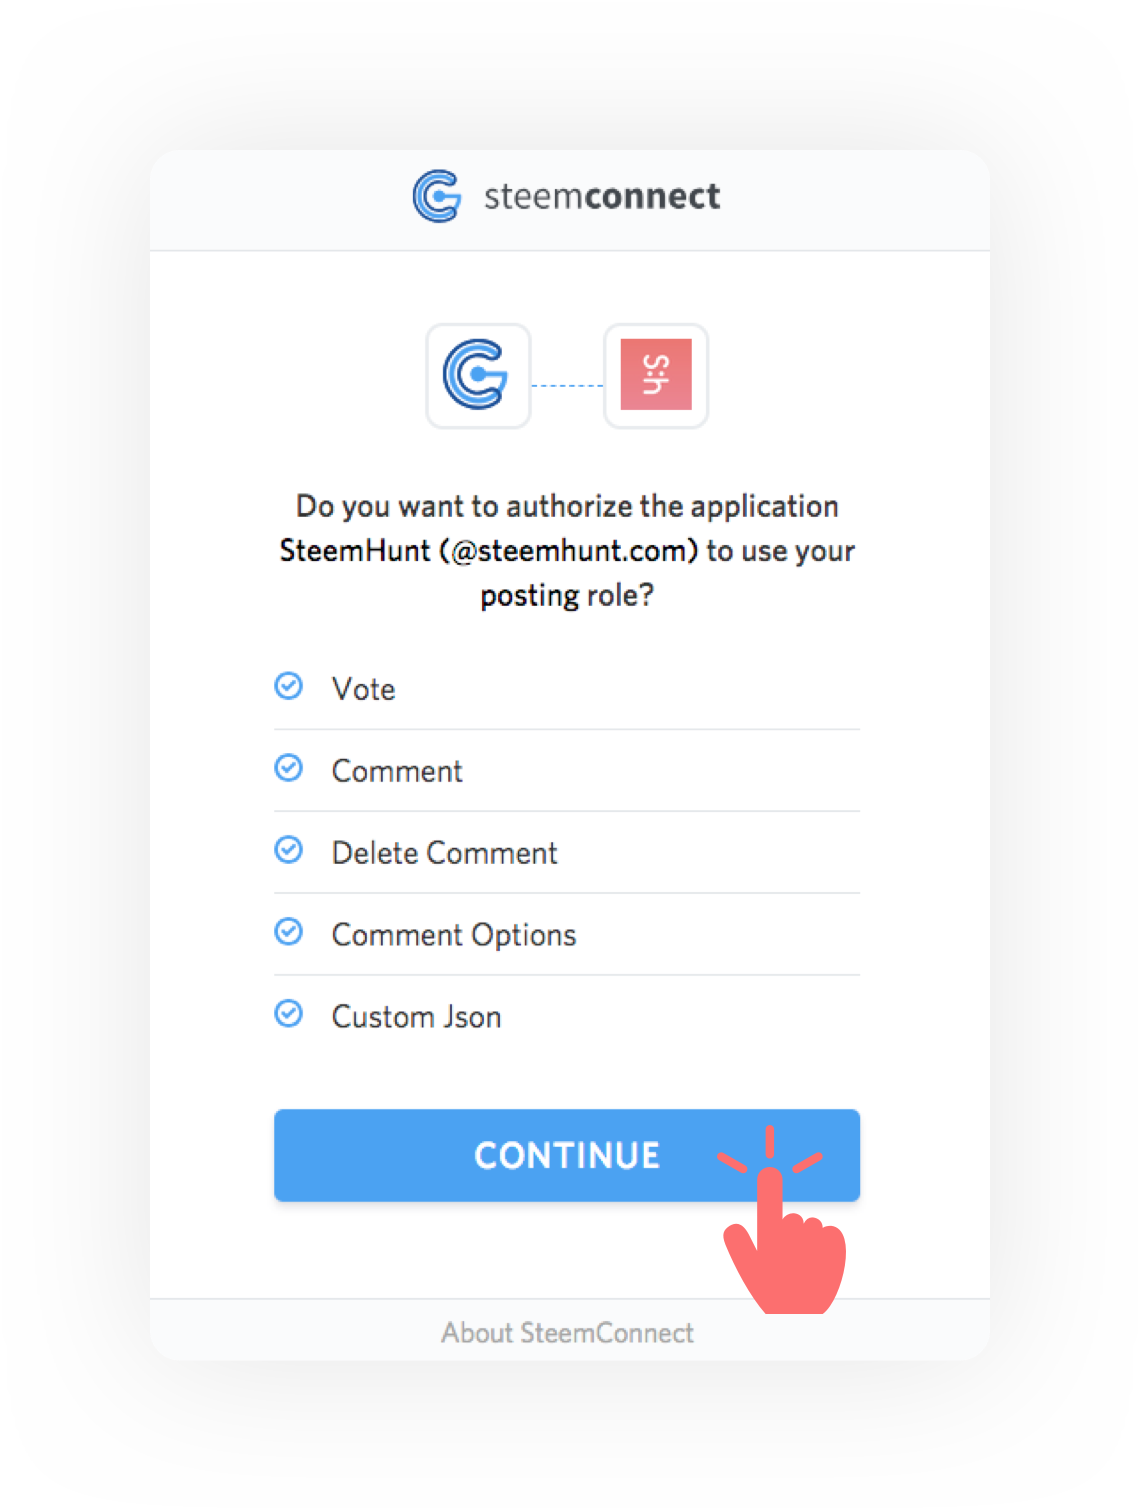 steemconnect
S:h
Do you want to authorize the application
SteemHunt (@steemhunt.com) to use your
posting role?
Vote
Comment
Delete Comment
Comment Options
Custom Json
CONTINUE
About SteemConnect